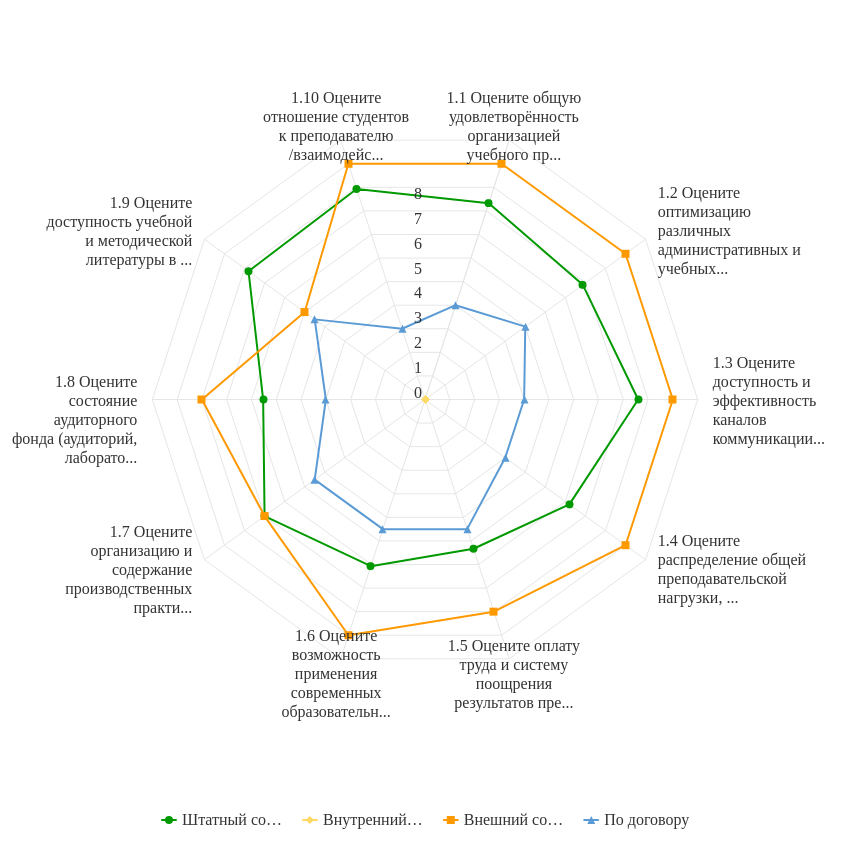 1.10 Оцените
отношение студентов
к преподавателю
/взаимодейс...
1.1 Оцените общую
удовлетворённость
организацией
учебного пр...
1.2 Оцените
оптимизацию
различных
административных и
учебных...
1.3 Оцените
доступность и
эффективность
каналов
коммуникации...
1.4 Оцените
распределение общей
преподавательской
нагрузки, ...
1.5 Оцените оплату
труда и систему
поощрения
результатов пре...
1.6 Оцените
возможность
применения
современных
образовательн...
1.7 Оцените
организацию и
содержание
производственных
практи...
1.8 Оцените
состояние
аудиторного
фонда (аудиторий,
лаборато...
1.9 Оцените
доступность учебной
и методической
литературы в ...
8
7
6
5
4
3
2
1
0
Штатный со…
Внутренний…
Внешний со…
По договору